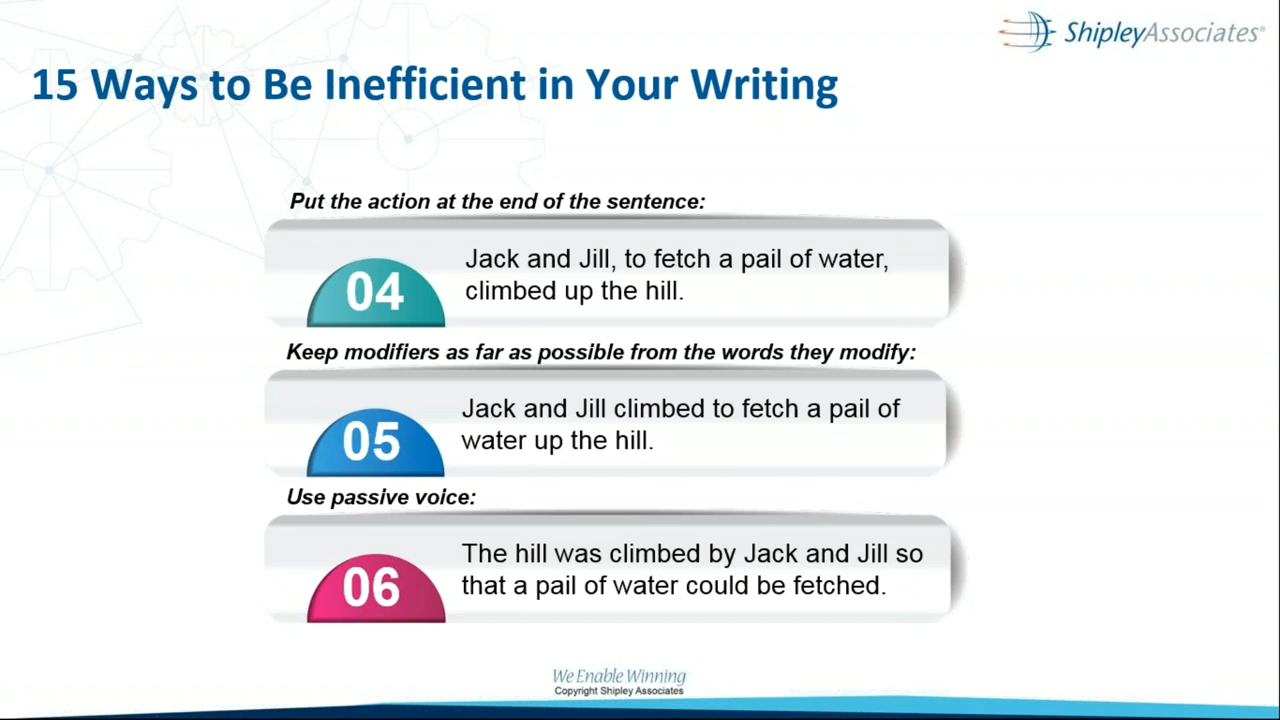 ShipleyAssociates®
15 Ways to Be Inefficient in Your Writing
Put the action at the end of the sentence:
04
Jack and Jill, to fetch a pail of water,
climbed up the hill.
Keep modifiers as far as possible from the words they modify:
05
Jack and Jill climbed to fetch a pail of
water up the hill.
Use passive voice:
06
The hill was climbed by Jack and Jill so
that a pail of water could be fetched.
We Enable Winning
Copyright Shipley Associates